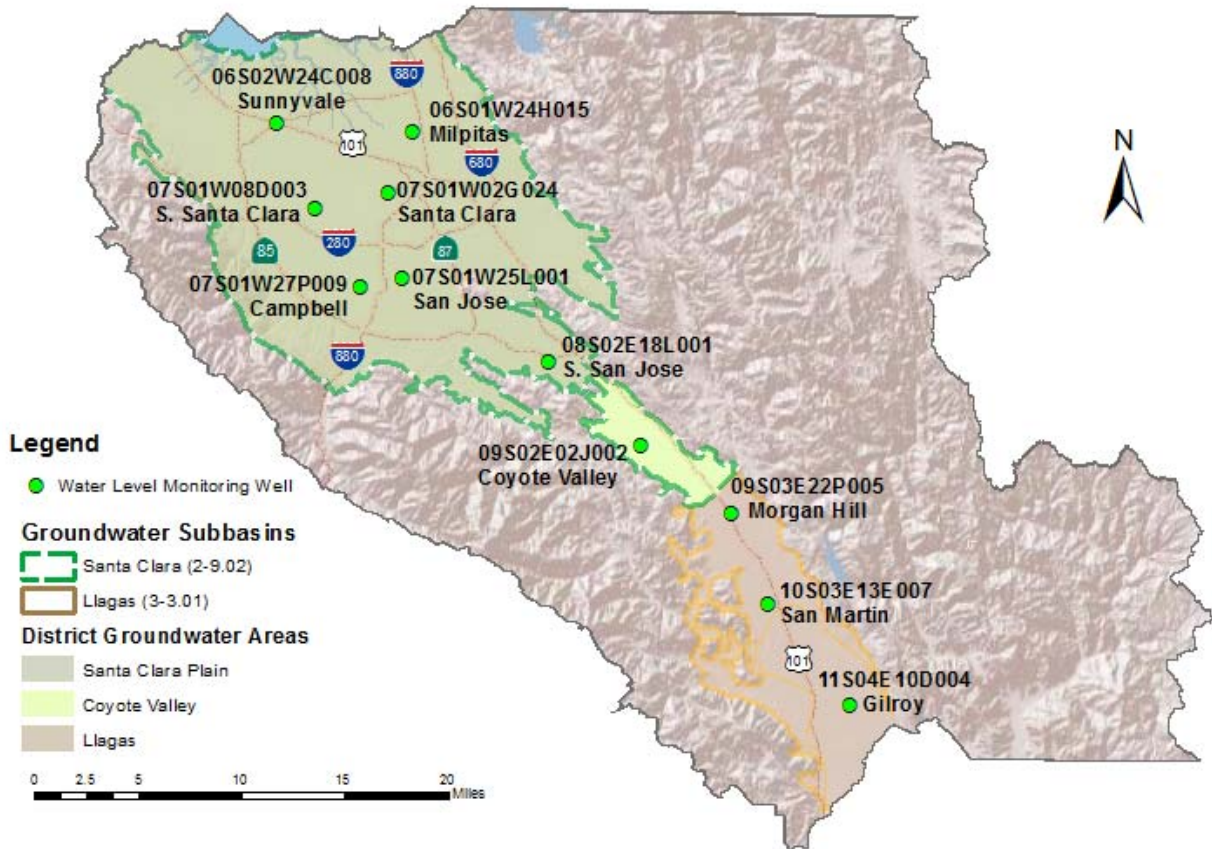 880
06S02W24C008
Sunnyvale
06S01W24H015
Milpitas
101
680
N
07S01W08D003
S. Santa Clara
07S01W02G024
Santa Clara
85
280
87
07S01W27P009
Campbell
07S01W25L001
San Jose
880
08S02E18L001
S. San Jose
09S02E02J002
Coyote Valley
09S03E22P005
Morgan Hill
10S03E13E007
San Martin
101
11S04E10D004
Gilroy
Legend
Water Level Monitoring Well
Groundwater Subbasins
Santa Clara (2-9.02)
Llagas (3-3.01)
District Groundwater Areas
Santa Clara Plain
Coyote Valley
Llagas
0 2.5 5 10 15 20
Miles